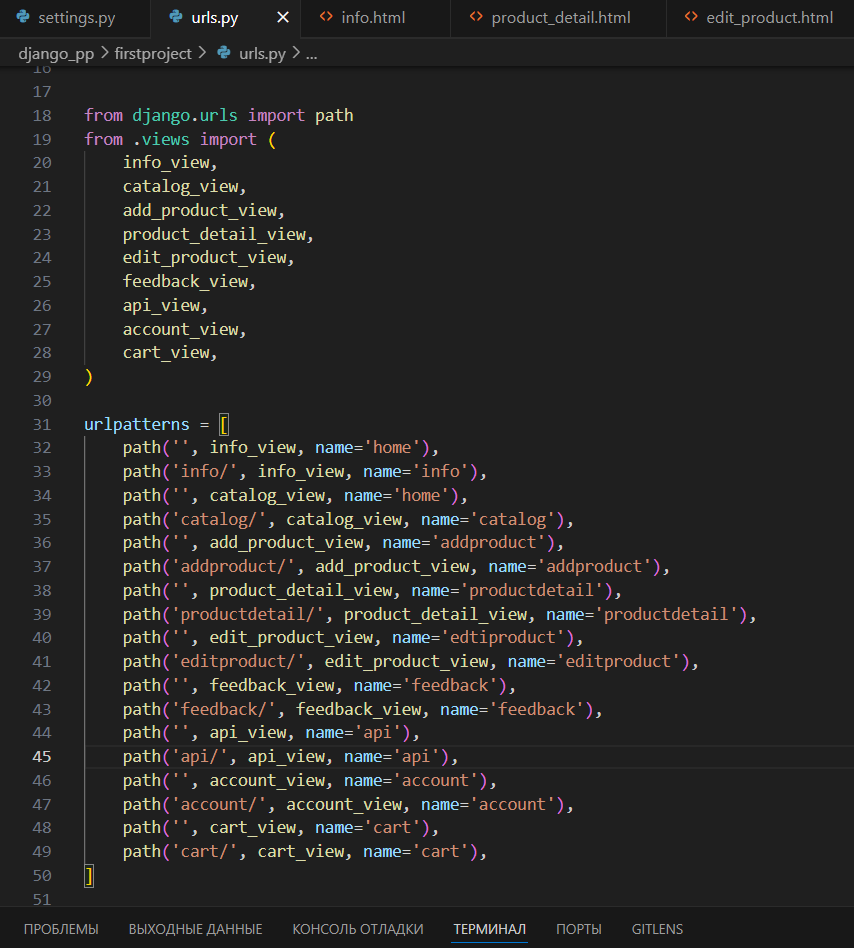 settings.py urls.py info.html product_detail.html edit_product.html
django_pp > firstproject > urls.py > ...
16
17
18 from django.urls import path
19 from .views import (
20 info_view,
21 catalog_view,
22 add_product_view,
23 product_detail_view,
24 edit_product_view,
25 feedback_view,
26 api_view,
27 account_view,
28 cart_view,
29 )
30
31 urlpatterns = [
32 path('', info_view, name='home'),
33 path('info/', info_view, name='info'),
34 path('', catalog_view, name='home'),
35 path('catalog/', catalog_view, name='catalog'),
36 path('', add_product_view, name='addproduct'),
37 path('addproduct/', add_product_view, name='addproduct'),
38 path('', product_detail_view, name='productdetail'),
39 path('productdetail/', product_detail_view, name='productdetail'),
40 path('', edit_product_view, name='edtiproduct'),
41 path('editproduct/', edit_product_view, name='editproduct'),
42 path('', feedback_view, name='feedback'),
43 path('feedback/', feedback_view, name='feedback'),
44 path('', api_view, name='api'),
45 path('api/', api_view, name='api'),
46 path('', account_view, name='account'),
47 path('account/', account_view, name='account'),
48 path('', cart_view, name='cart'),
49 path('cart/', cart_view, name='cart'),
50 ]
51
ПРОБЛЕМЫ ВЫХОДНЫЕ ДАННЫЕ КОНСОЛЬ ОТЛАДКИ ТЕРМИНАЛ ПОРТЫ GITLENS